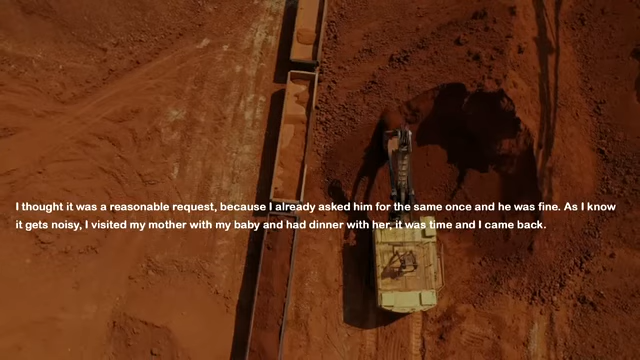 I thought it was a reasonable request, because I already asked him for the same once and he was fine. As I know
it gets noisy, I visited my mother with my baby and had dinner with her, it was time and I came back.